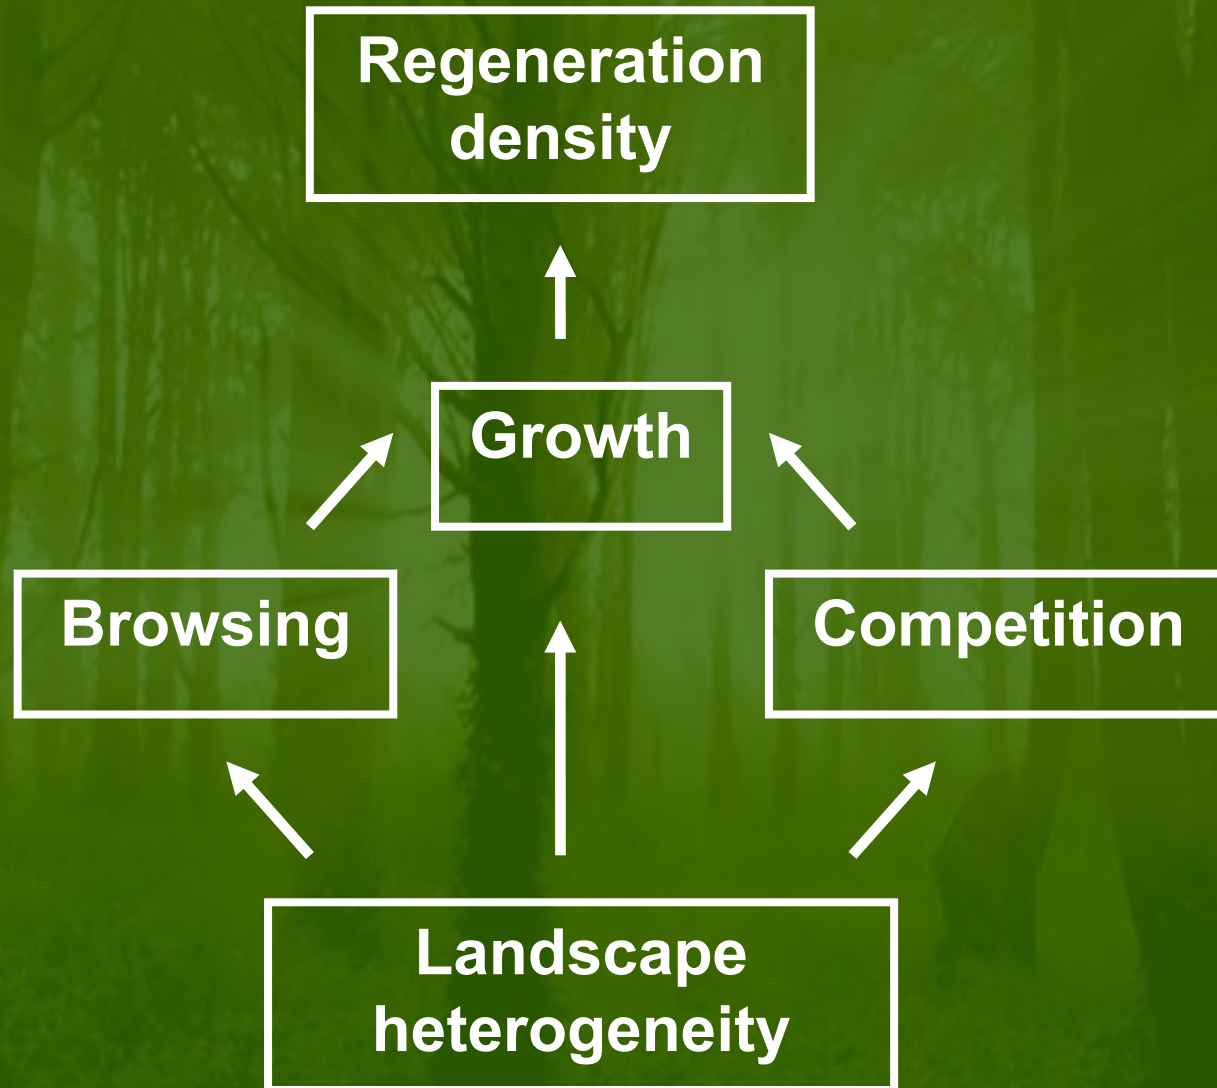 Regeneration
density
Growth
Browsing
Competition
Landscape
heterogeneity